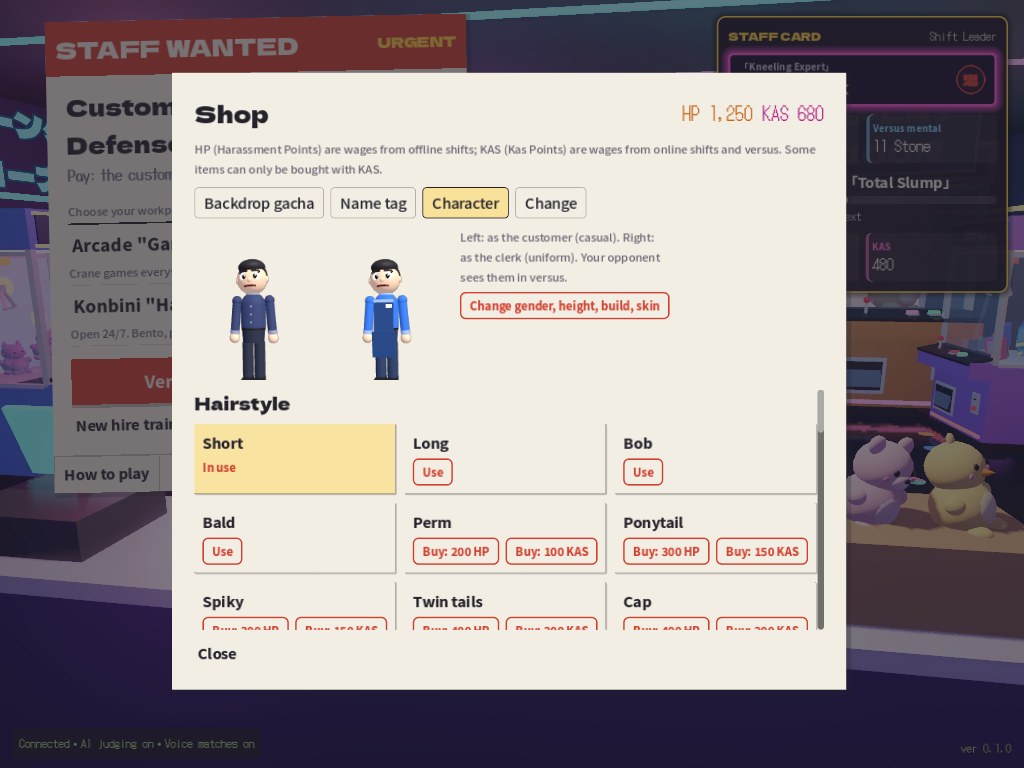 STAFF WANTED
URGENT
Custom
Defense
Pay: the custom
Choose your workp
Arcade "Ga
Crane games every
Konbini "Ha
Open 24/7. Bento, p
Ver
New hire train
How to play
STAFF CARD
Shift Leader
「Kneeling Expert」
Versus mental
11 Stone
「Total Slump」
ext
KAS
480
Shop
HP 1,250 KAS 680
HP (Harassment Points) are wages from offline shifts; KAS (Kas Points) are wages from online shifts and versus. Some
items can only be bought with KAS.
Backdrop gacha
Name tag
Character
Change
Left: as the customer (casual). Right:
as the clerk (uniform). Your opponent
sees them in versus.
Change gender, height, build, skin
Hairstyle
Short
In use
Long
Use
Bob
Use
Bald
Use
Perm
Buy: 200 HP
Buy: 100 KAS
Ponytail
Buy: 300 HP
Buy: 150 KAS
Spiky
Twin tails
Cap
Close
Connected • AI judging on • Voice matches on
ver 0.1.0